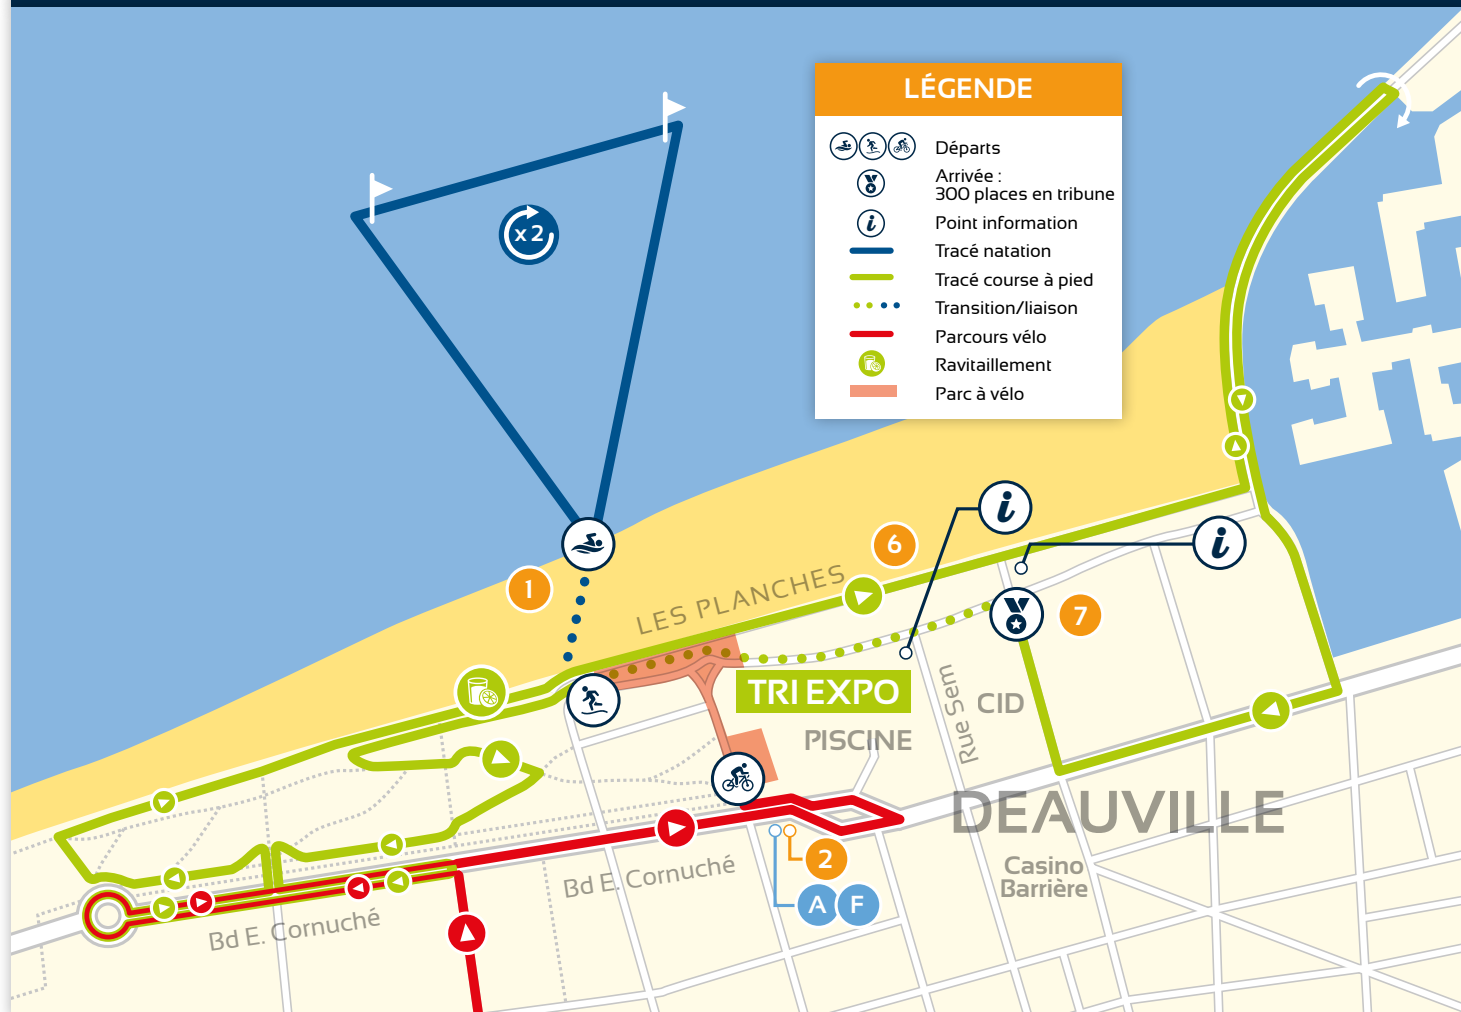 LÉGENDE
Départs
Arrivée :
300 places en tribune
i
Point information
Tracé natation
Tracé course à pied
Transition/liaison
Parcours vélo
Ravitaillement
Parc à vélo
x 2
i
i
1
6
7
LES PLANCHES
TRI EXPO
PISCINE
Rue Sem
CID
DEAUVILLE
Casino
Barrière
2
A F
Bd E. Cornuché
Bd E. Cornuché